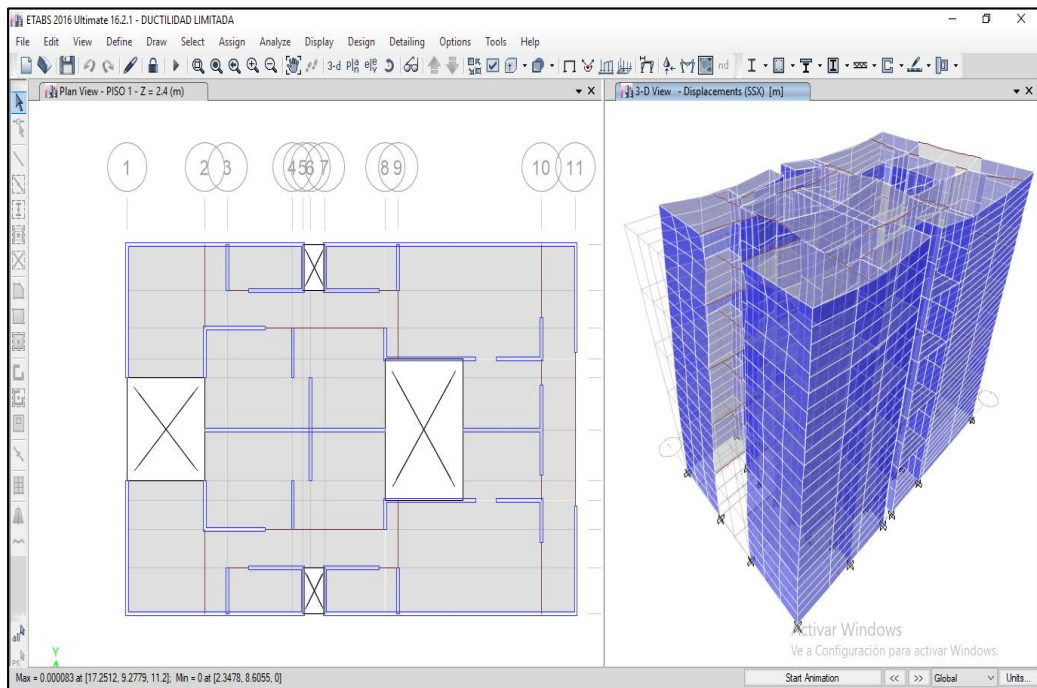 ETABS 2016 Ultimate 16.2.1 - DUCTILIDAD LIMITADA
File Edit View Define Draw Select Assign Analyze Display Design Detailing Options Tools Help
3-d nd
Plan View - PISO 1 - Z = 2.4 (m)
3-D View - Displacements (SSX) [m]
1 2 3 4 5 6 7 8 9 10 11
Y
all
Activar Windows
Ve a Configuración para activar Windows.
Max = 0.000083 at [17.2512, 9.2779, 11.2]; Min = 0 at [2.3478, 8.6055, 0]
Start Animation << >> Global Units...